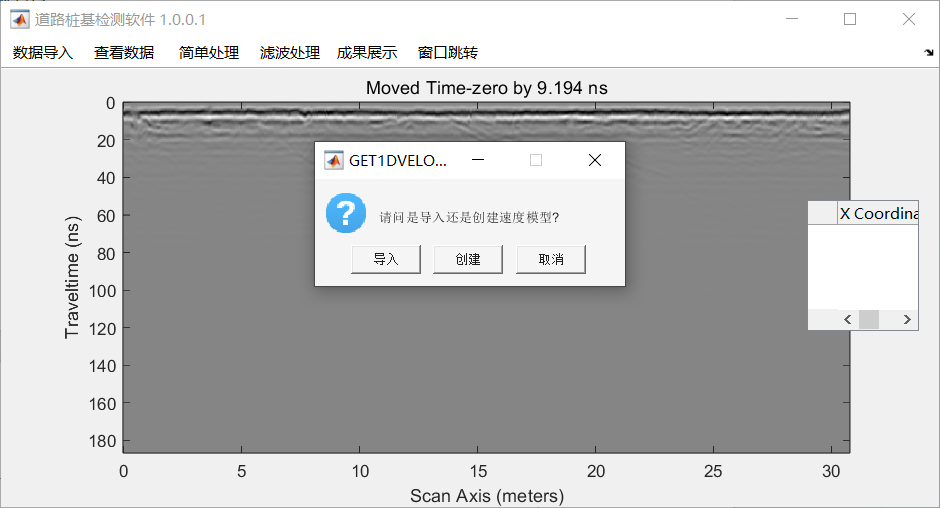 道路桩基检测软件 1.0.0.1
数据导入 查看数据 简单处理 滤波处理 成果展示 窗口跳转
Moved Time-zero by 9.194 ns
0
20
40
60
80
100
120
140
160
180
Traveltime (ns)
GET1DVELO...
请问是导入还是创建速度模型?
导入 创建 取消
X Coordina
0 5 10 15 20 25 30
Scan Axis (meters)